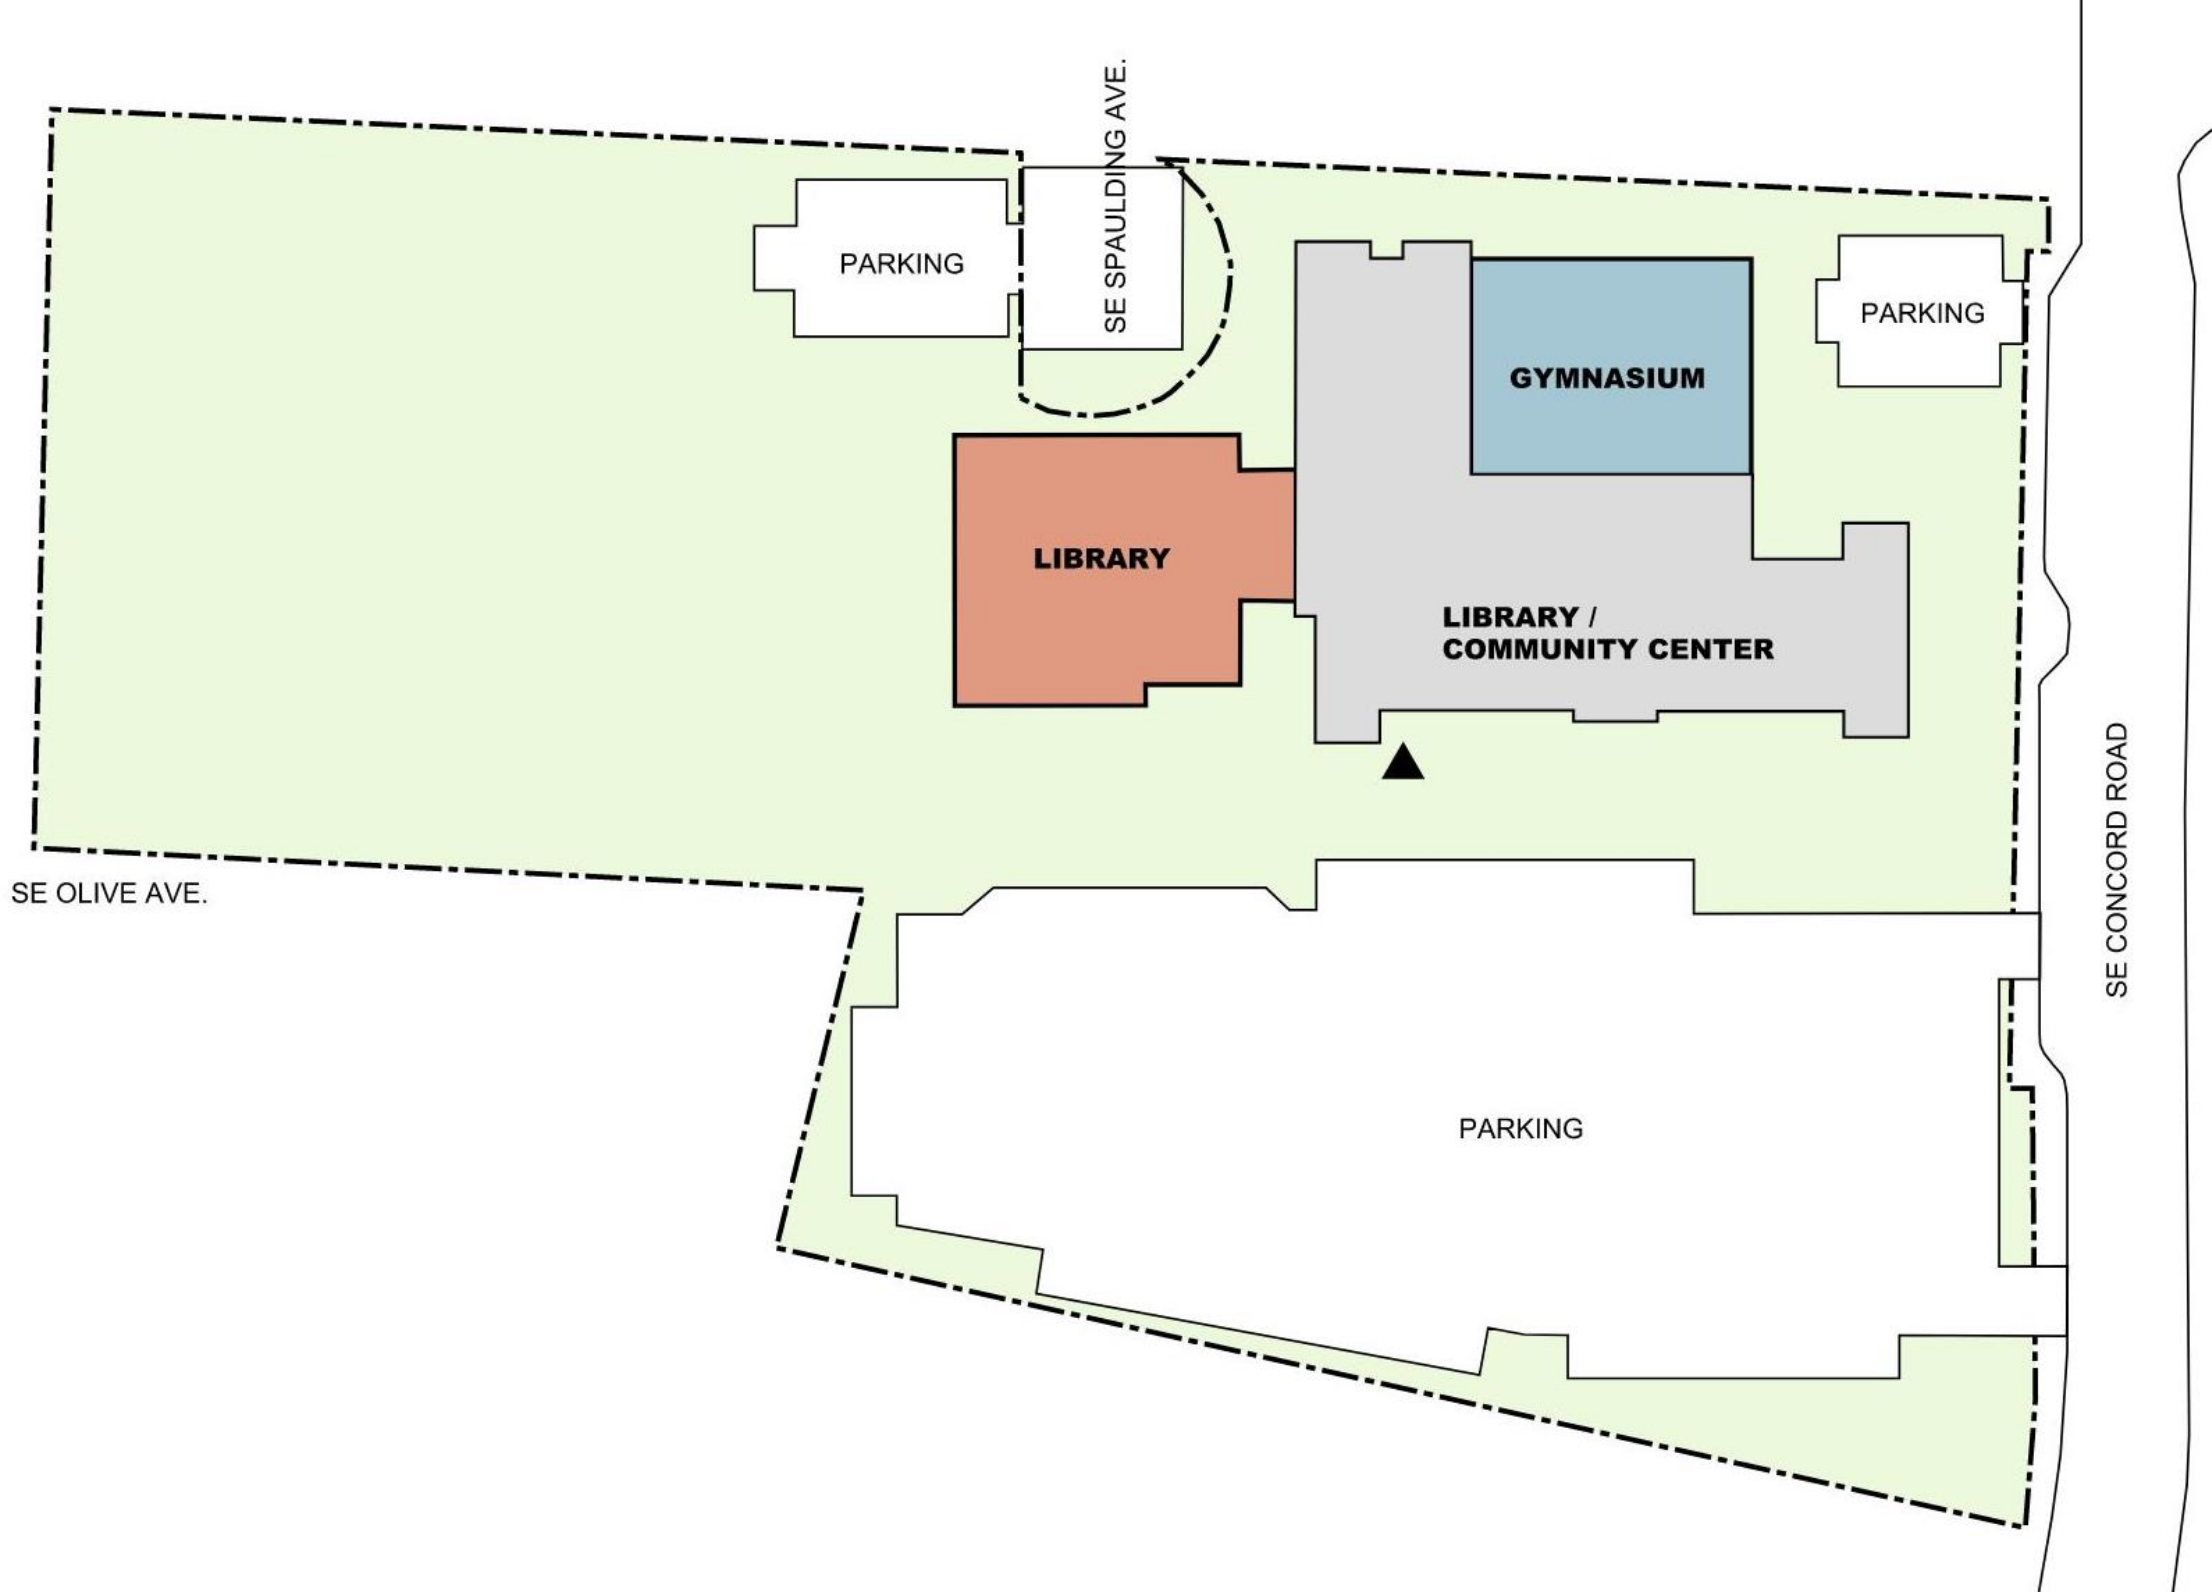 SE SPAULDING AVE.
PARKING
PARKING
GYMNASIUM
LIBRARY
LIBRARY /
COMMUNITY CENTER
SE CONCORD ROAD
SE OLIVE AVE.
PARKING